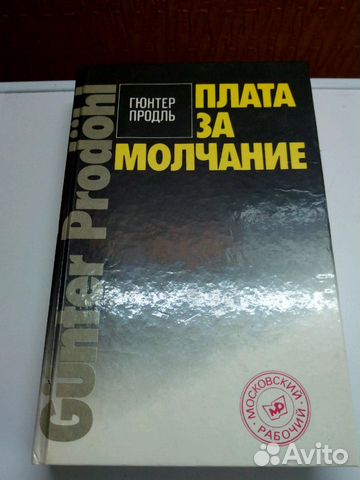 Günter Prodöhl
ГЮНТЕР
ПРОДЛЬ
ПЛАТА
ЗА
МОЛЧАНИЕ
МОСКОВСКИЙ
МР
РАБОЧИЙ
Avito